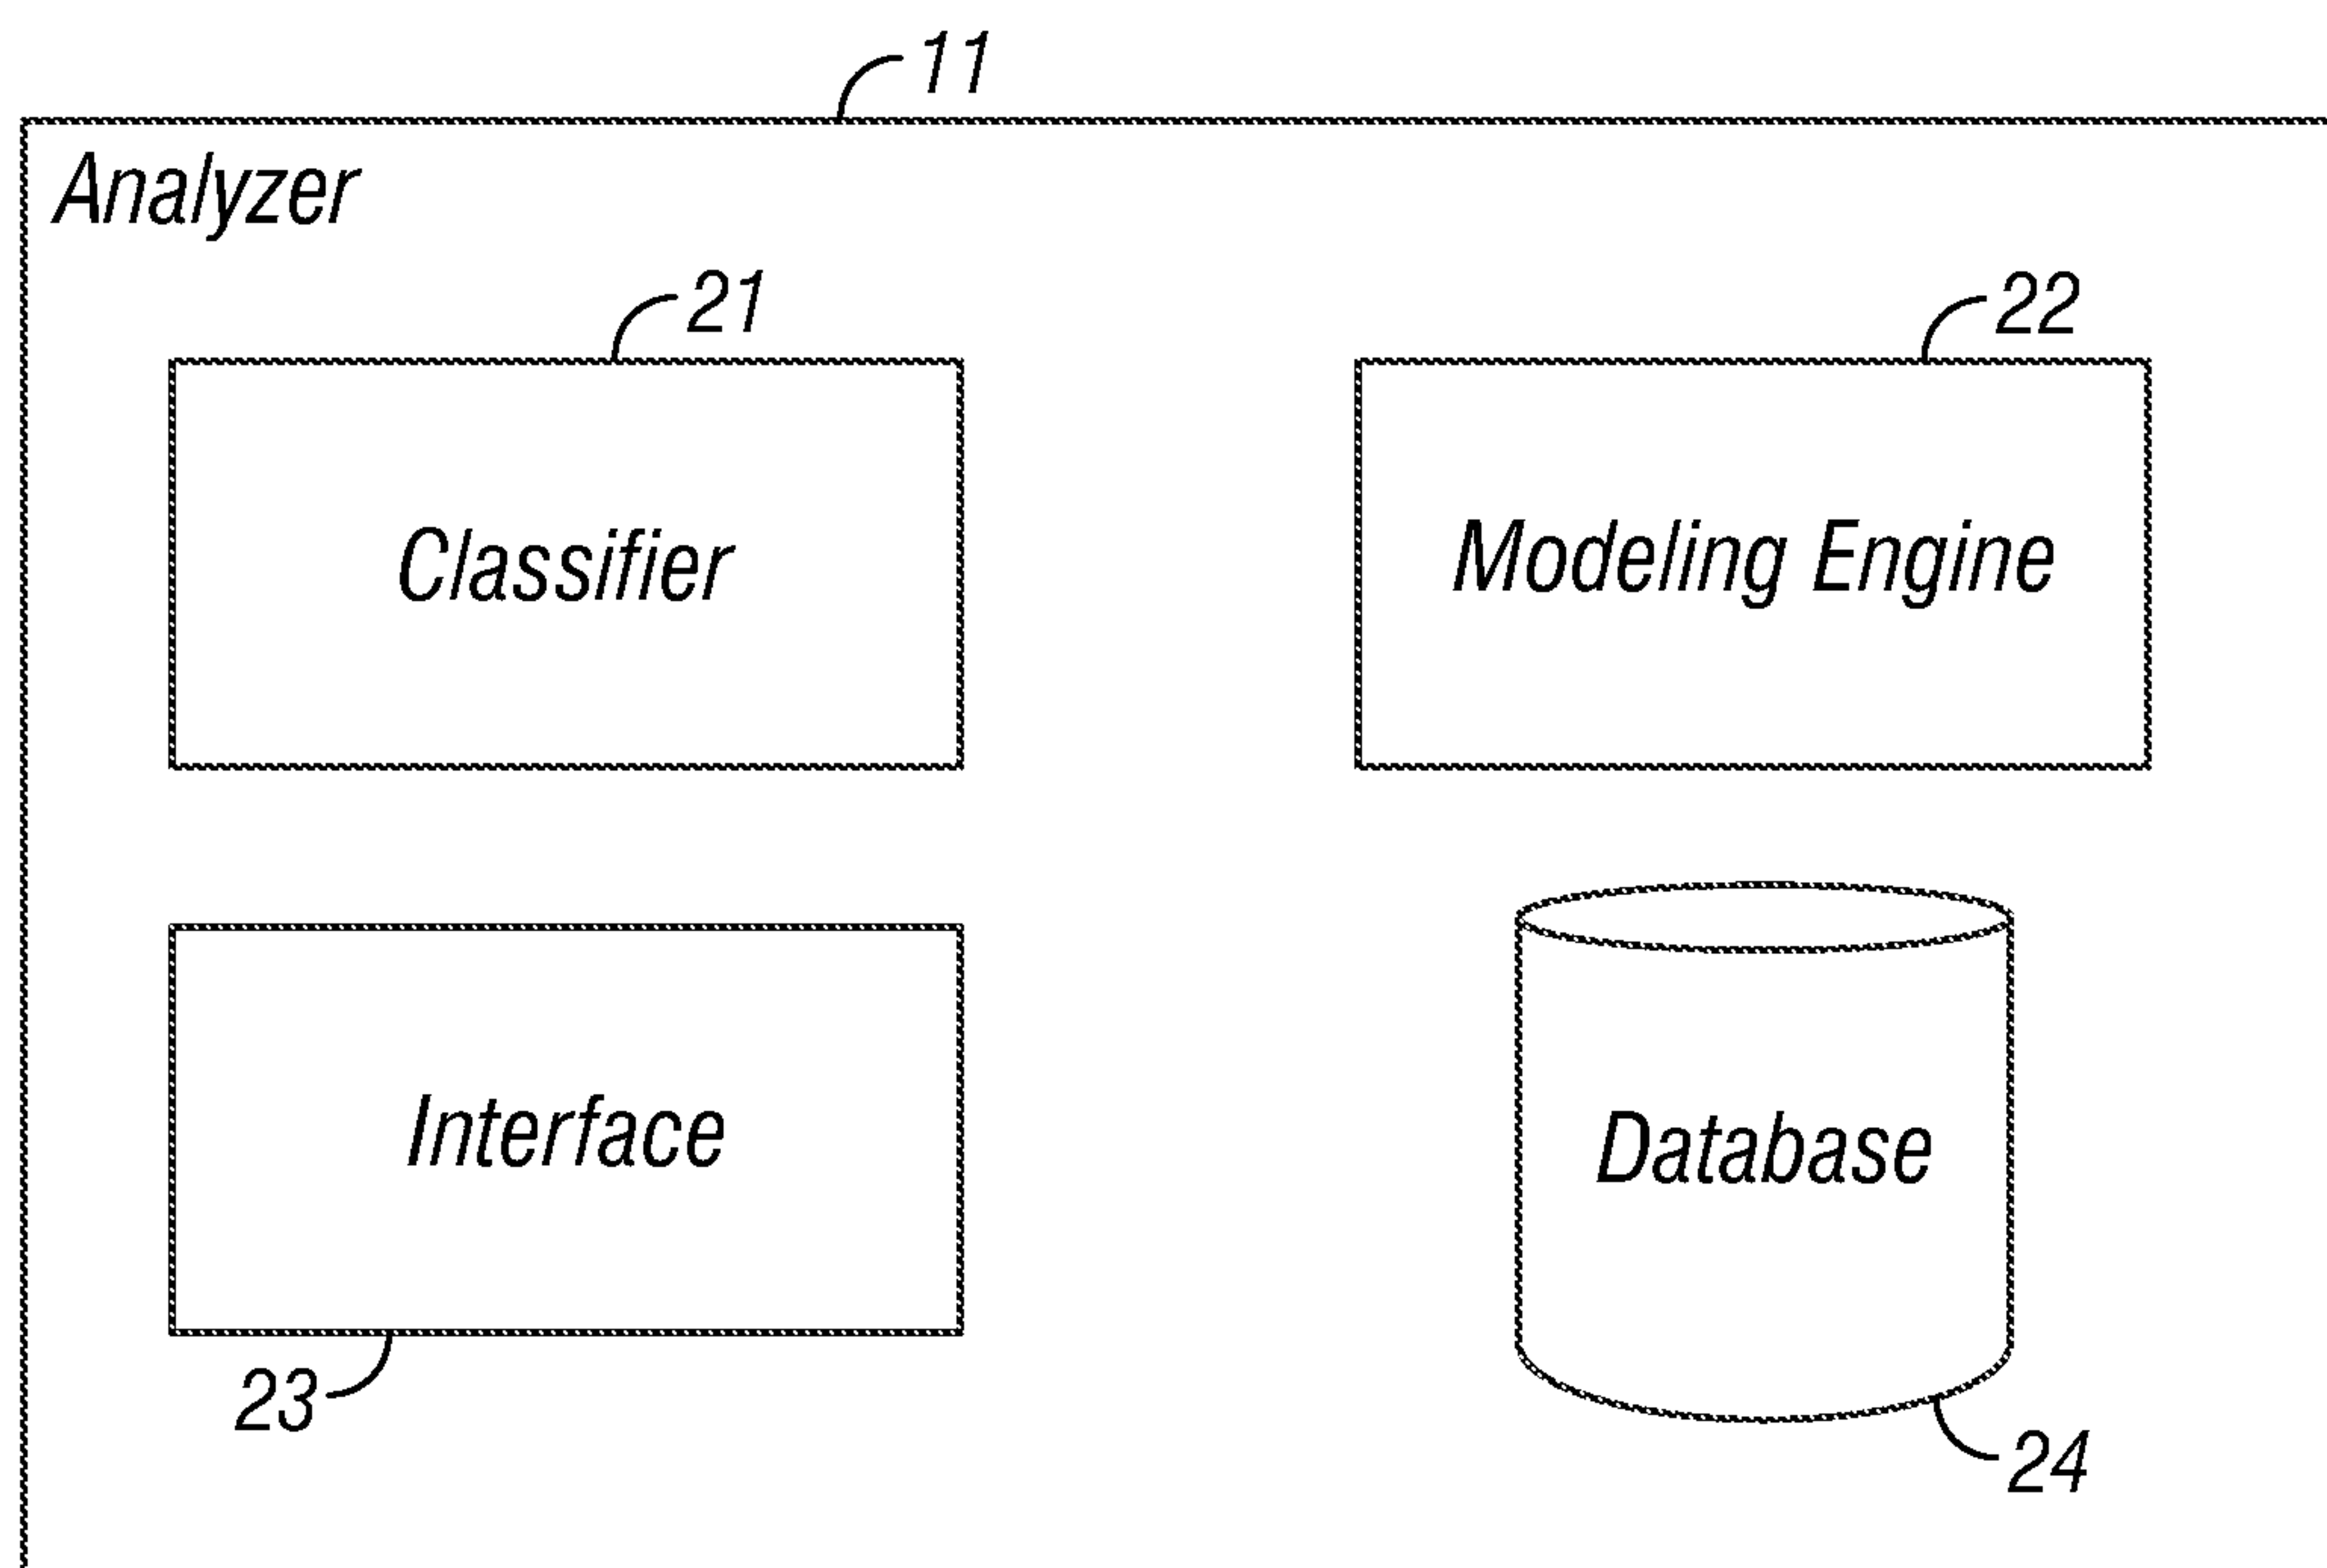 11
Analyzer
21
22
Classifier
Modeling Engine
Interface
Database
23
24